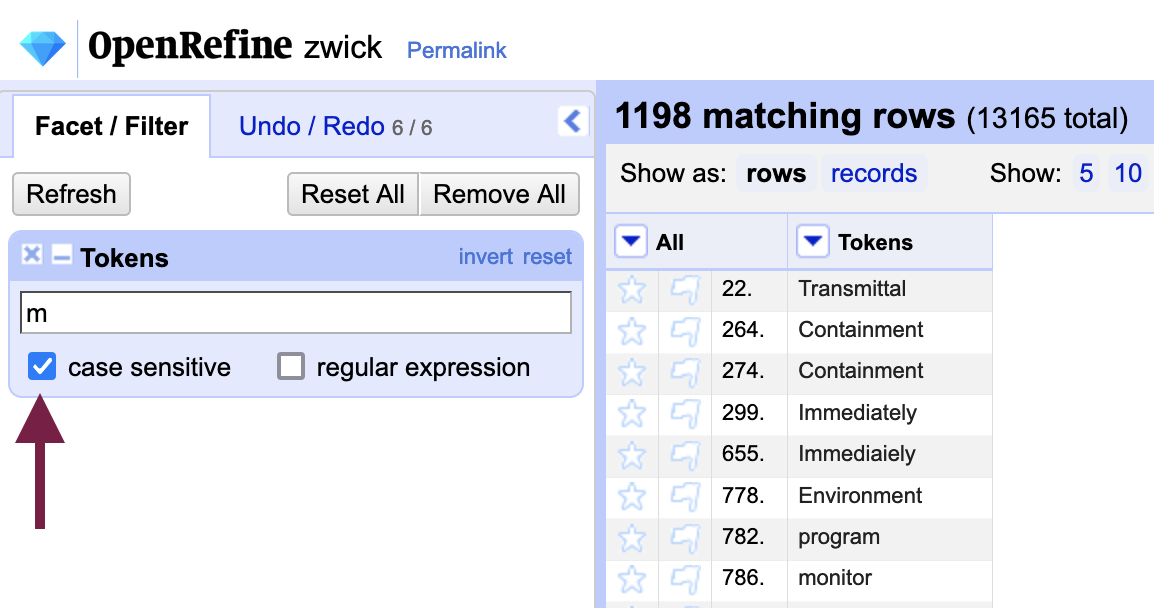 OpenRefine zwick Permalink
Facet / Filter Undo / Redo 6 / 6
Refresh Reset All Remove All
Tokens invert reset
m
case sensitive regular expression
1198 matching rows (13165 total)
Show as: rows records Show: 5 10
All Tokens
22. Transmittal
264. Containment
274. Containment
299. Immediately
655. Immediaiely
778. Environment
782. program
786. monitor